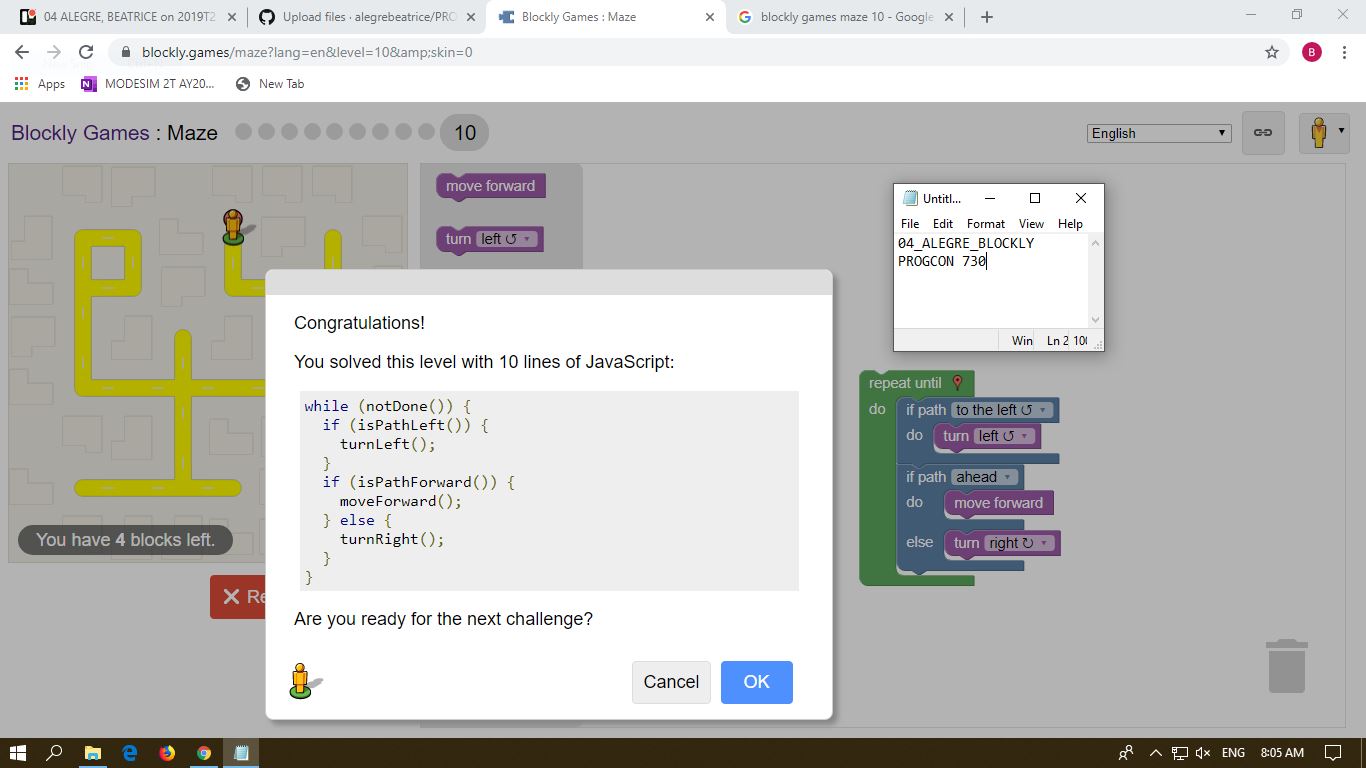 04 ALEGRE, BEATRICE on 2019T2
Upload files · alegrebeatrice/PRO
Blockly Games : Maze
blockly games maze 10 - Google
blockly.games/maze?lang=en&level=10&amp;skin=0
B
Apps
MODESIM 2T AY20...
New Tab
Blockly Games : Maze
10
English
move forward
turn left ↺
You have 4 blocks left.
Re
Congratulations!
You solved this level with 10 lines of JavaScript:
while (notDone()) {
  if (isPathLeft()) {
    turnLeft();
  }
  if (isPathForward()) {
    moveForward();
  } else {
    turnRight();
  }
}
Are you ready for the next challenge?
Cancel
OK
Untitl...
File Edit Format View Help
04_ALEGRE_BLOCKLY
PROGCON 730
Win Ln 2 100
repeat until
do if path to the left ↺
do turn left ↺
if path ahead
do move forward
else turn right ↻
ENG 8:05 AM